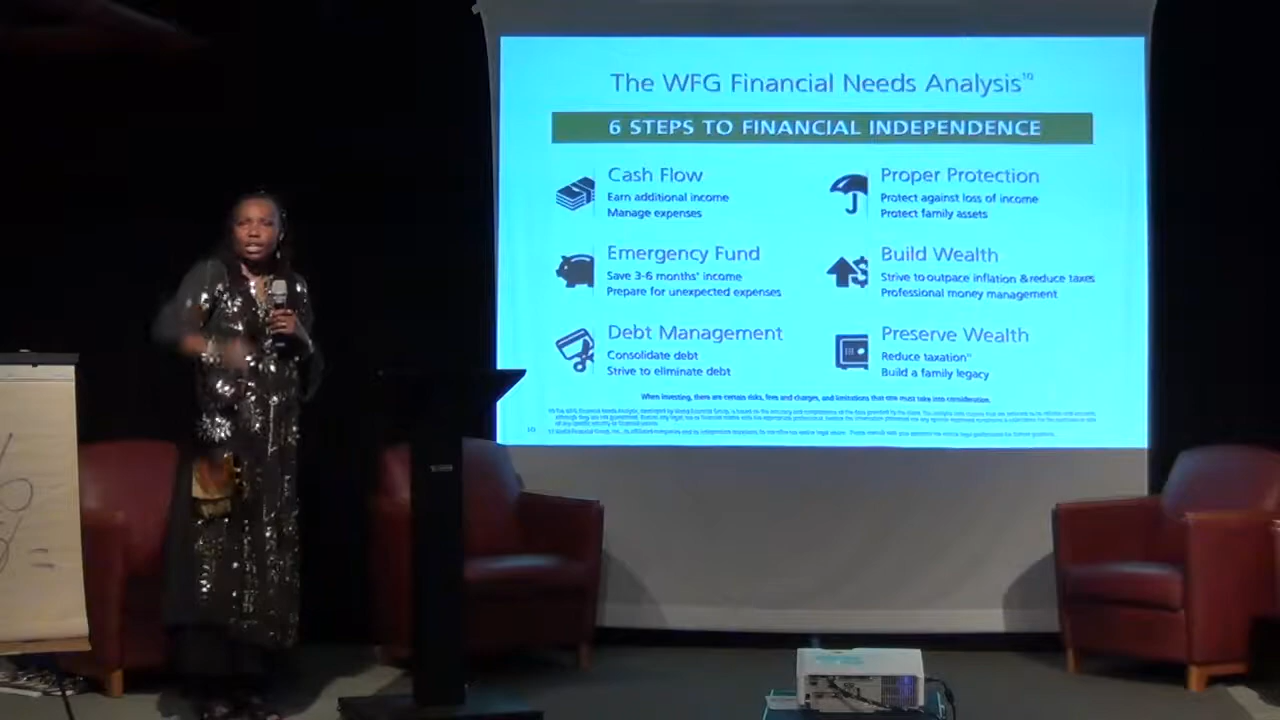 The WFG Financial Needs Analysis¹⁰
6 STEPS TO FINANCIAL INDEPENDENCE
Cash Flow
Earn additional income
Manage expenses
Emergency Fund
Save 3-6 months' income
Prepare for unexpected expenses
Debt Management
Consolidate debt
Strive to eliminate debt
Proper Protection
Protect against loss of income
Protect family assets
Build Wealth
Strive to outpace inflation & reduce taxes
Professional money management
Preserve Wealth
Reduce taxation¹¹
Build a family legacy
When investing, there are certain risks, fees and charges, and limitations that one must take into consideration.
10